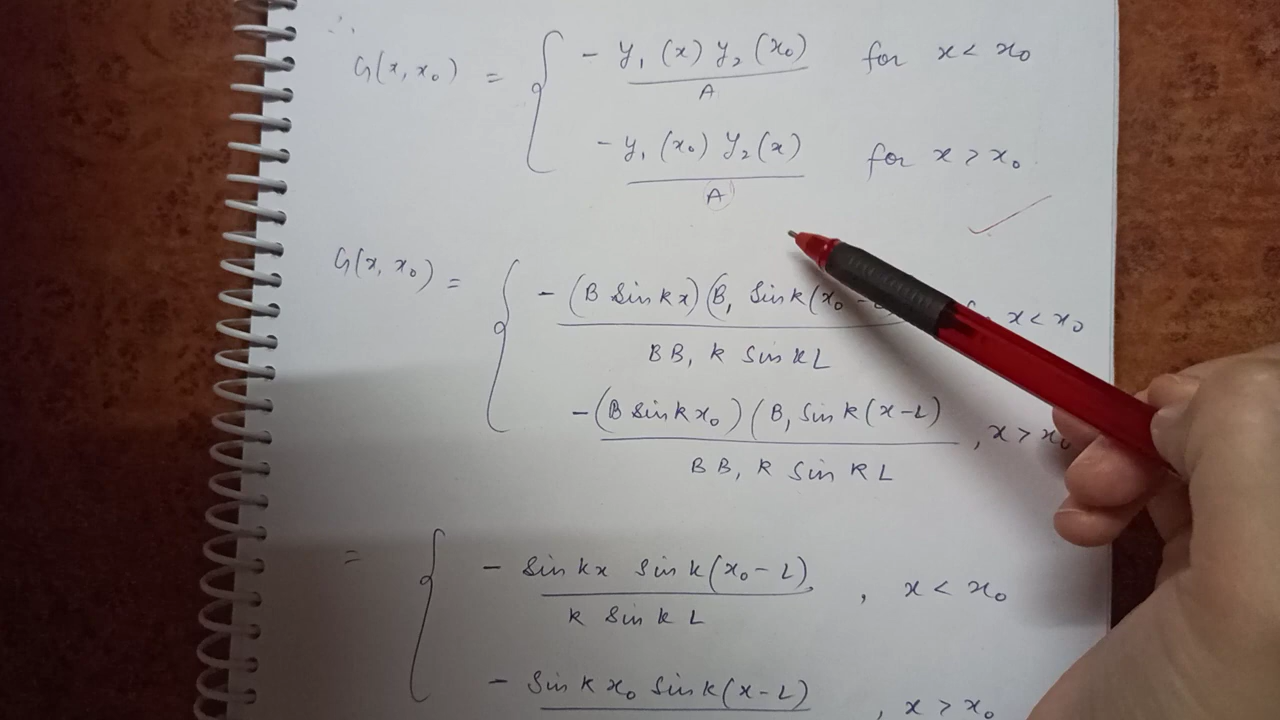 G(x, x₀) = { - y₁(x) y₂(x₀) / A for x < x₀
- y₁(x₀) y₂(x) / A for x > x₀
G(x, x₀) = { - (B Sin kx)(B₁ Sin k(x₀ - / BB₁ k Sin kL x < x₀
- (B Sin kx₀)(B₁ Sin k(x-L) / BB₁ k Sin kL , x > x₀
= { - Sin kx Sin k(x₀ - L) / k Sin k L , x < x₀
- Sin kx₀ Sin k(x-L) , x > x₀